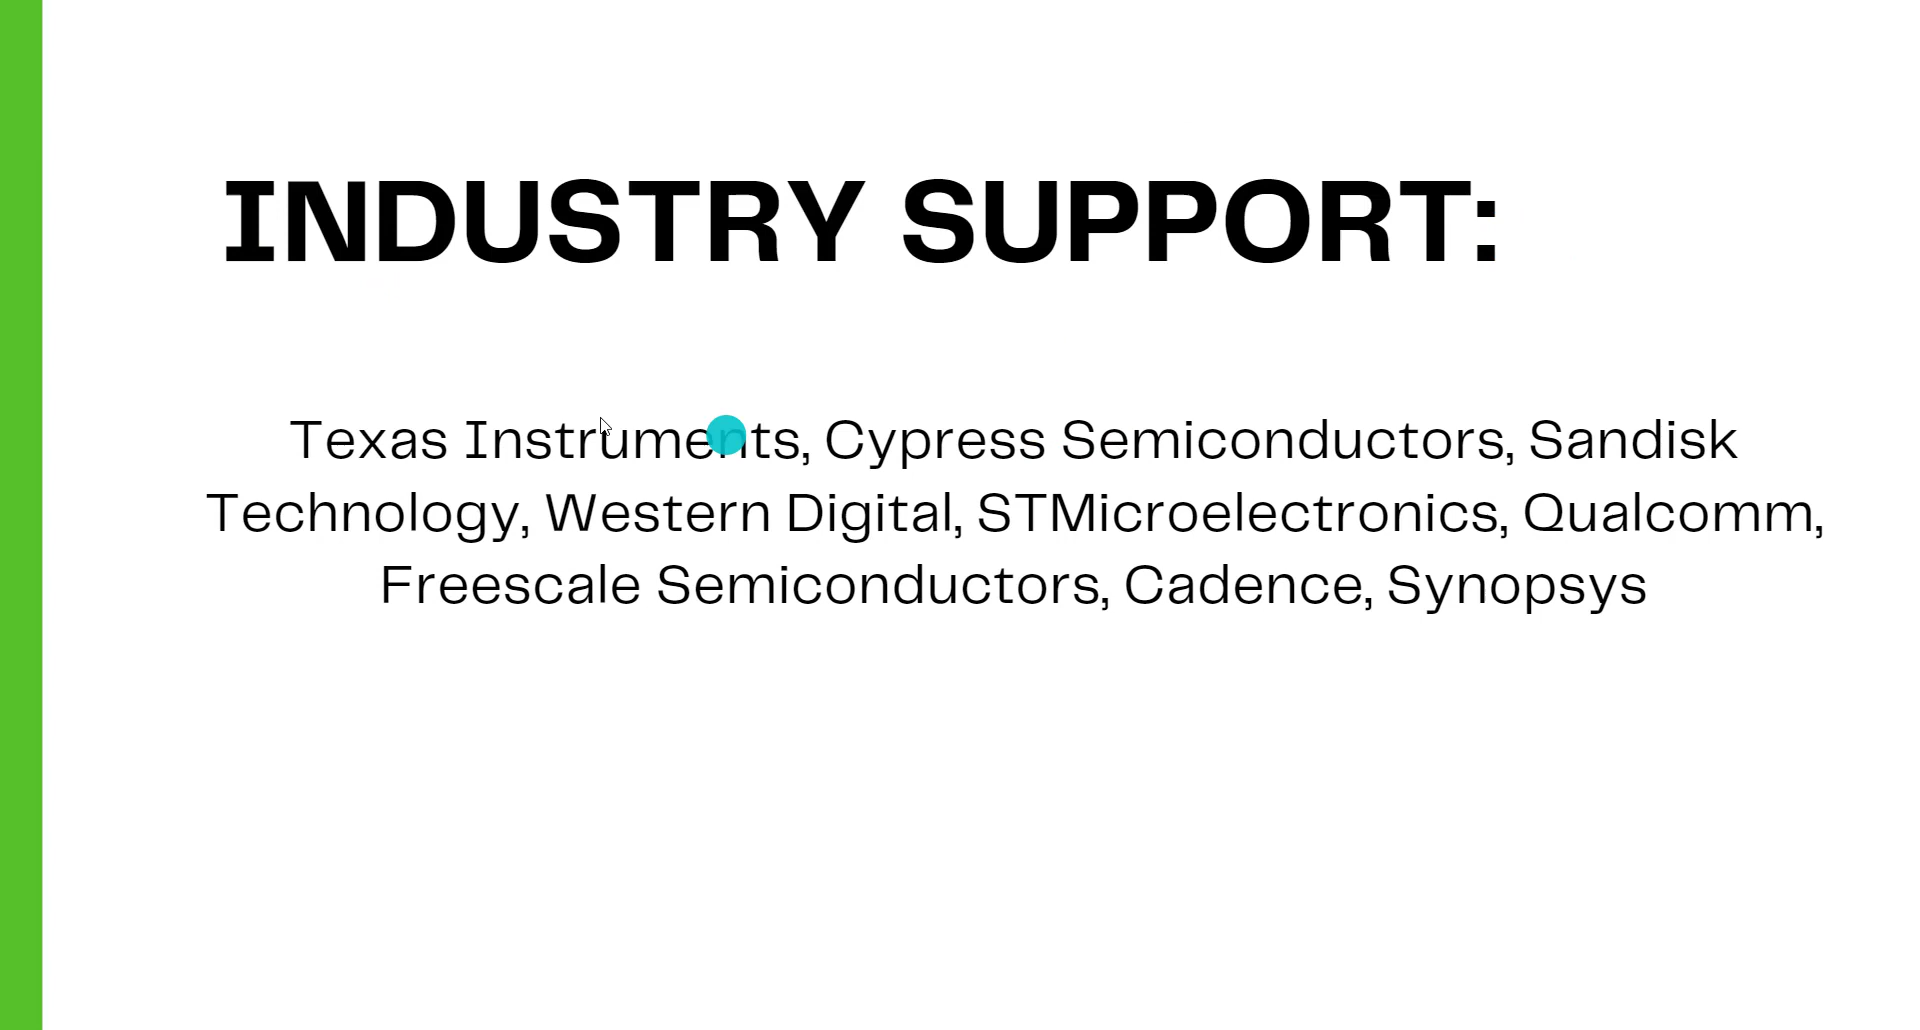 INDUSTRY SUPPORT:
Texas Instruments, Cypress Semiconductors, Sandisk
Technology, Western Digital, STMicroelectronics, Qualcomm,
Freescale Semiconductors, Cadence, Synopsys